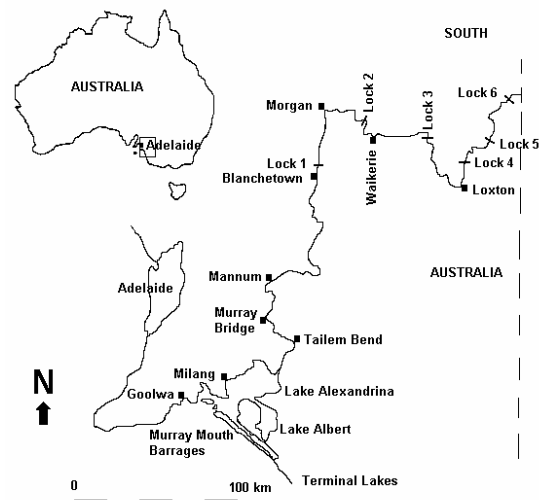 SOUTH
AUSTRALIA
Lock 2
Lock 3
Lock 6
Morgan
Adelaide
Lock 5
Lock 1
Waikerie
Lock 4
Blanchetown
Loxton
Mannum
AUSTRALIA
Adelaide
Murray
Bridge
Tailem Bend
Milang
N
Goolwa
Lake Alexandrina
Murray Mouth
Barrages
Lake Albert
Terminal Lakes
0
100 km